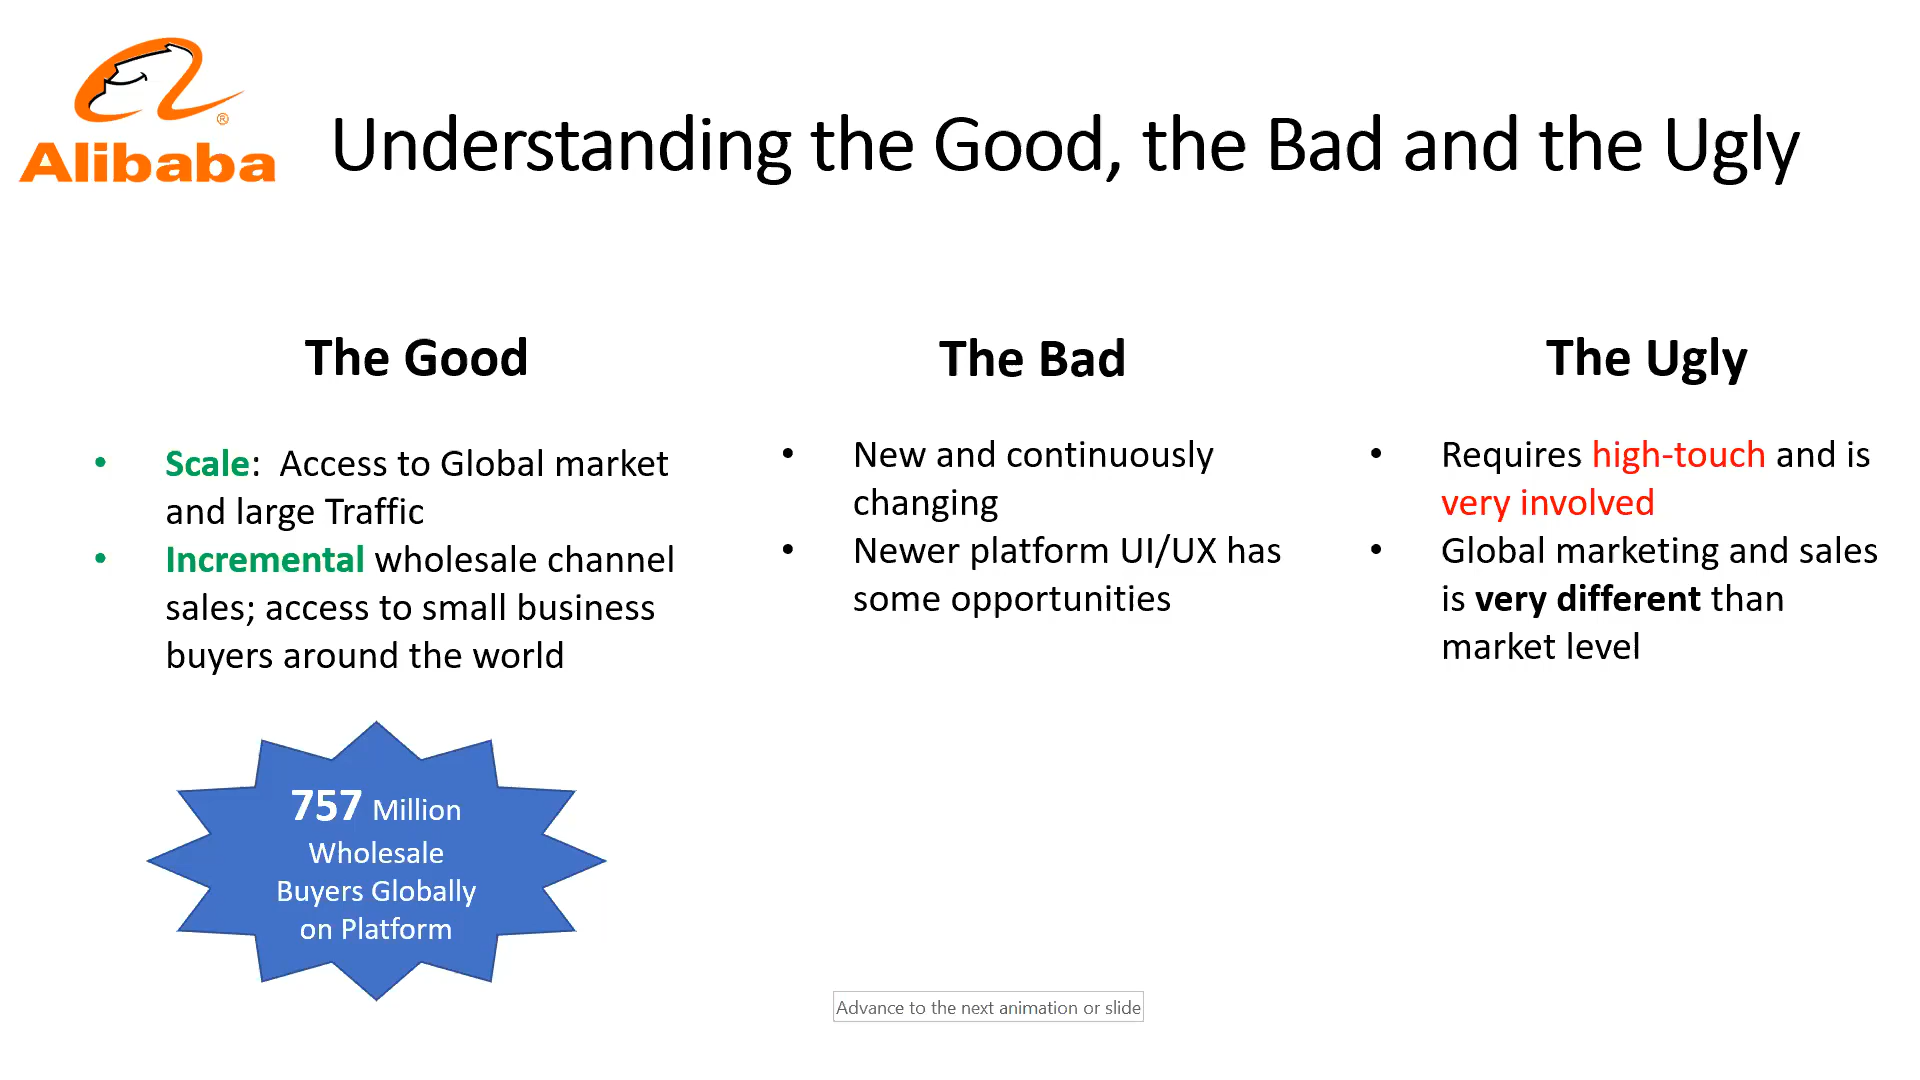 Alibaba
®
Understanding the Good, the Bad and the Ugly
The Good
• Scale: Access to Global market
and large Traffic
• Incremental wholesale channel
sales; access to small business
buyers around the world
757 Million
Wholesale
Buyers Globally
on Platform
The Bad
• New and continuously
changing
• Newer platform UI/UX has
some opportunities
The Ugly
• Requires high-touch and is
very involved
• Global marketing and sales
is very different than
market level
Advance to the next animation or slide